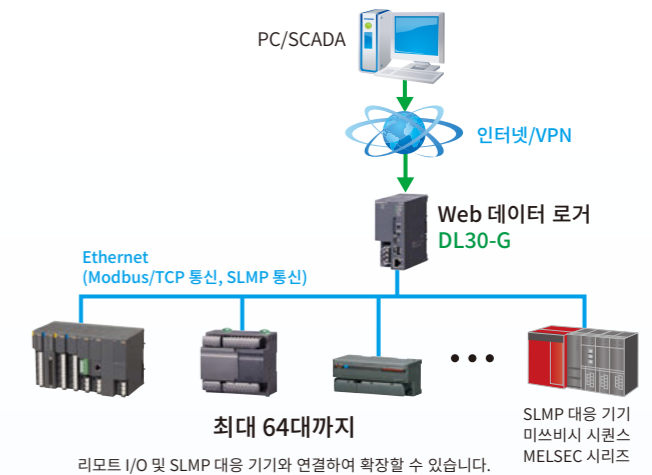 PC/SCADA
인터넷/VPN
Web 데이터 로거
DL30-G
Ethernet
(Modbus/TCP 통신, SLMP 통신)
최대 64대까지
SLMP 대응 기기
미쓰비시 시퀀스
MELSEC 시리즈
리모트 I/O 및 SLMP 대응 기기와 연결하여 확장할 수 있습니다.